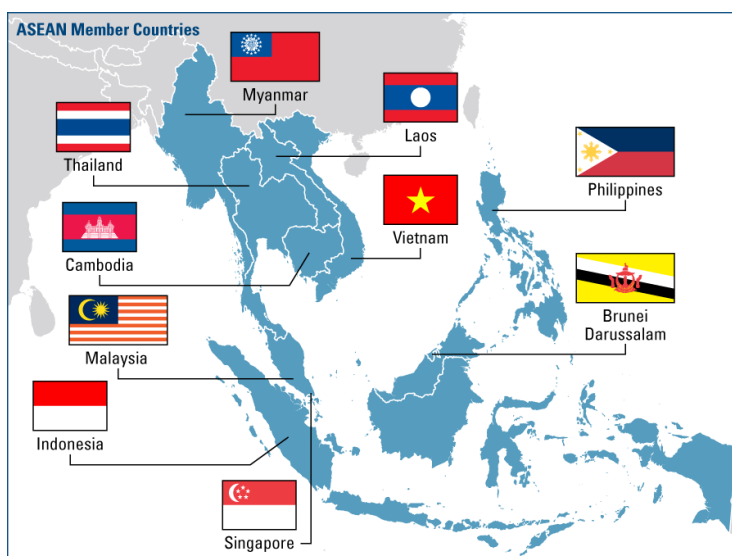 ASEAN Member Countries
Myanmar
Laos
Thailand
Philippines
Vietnam
Cambodia
Brunei
Darussalam
Malaysia
Indonesia
Singapore